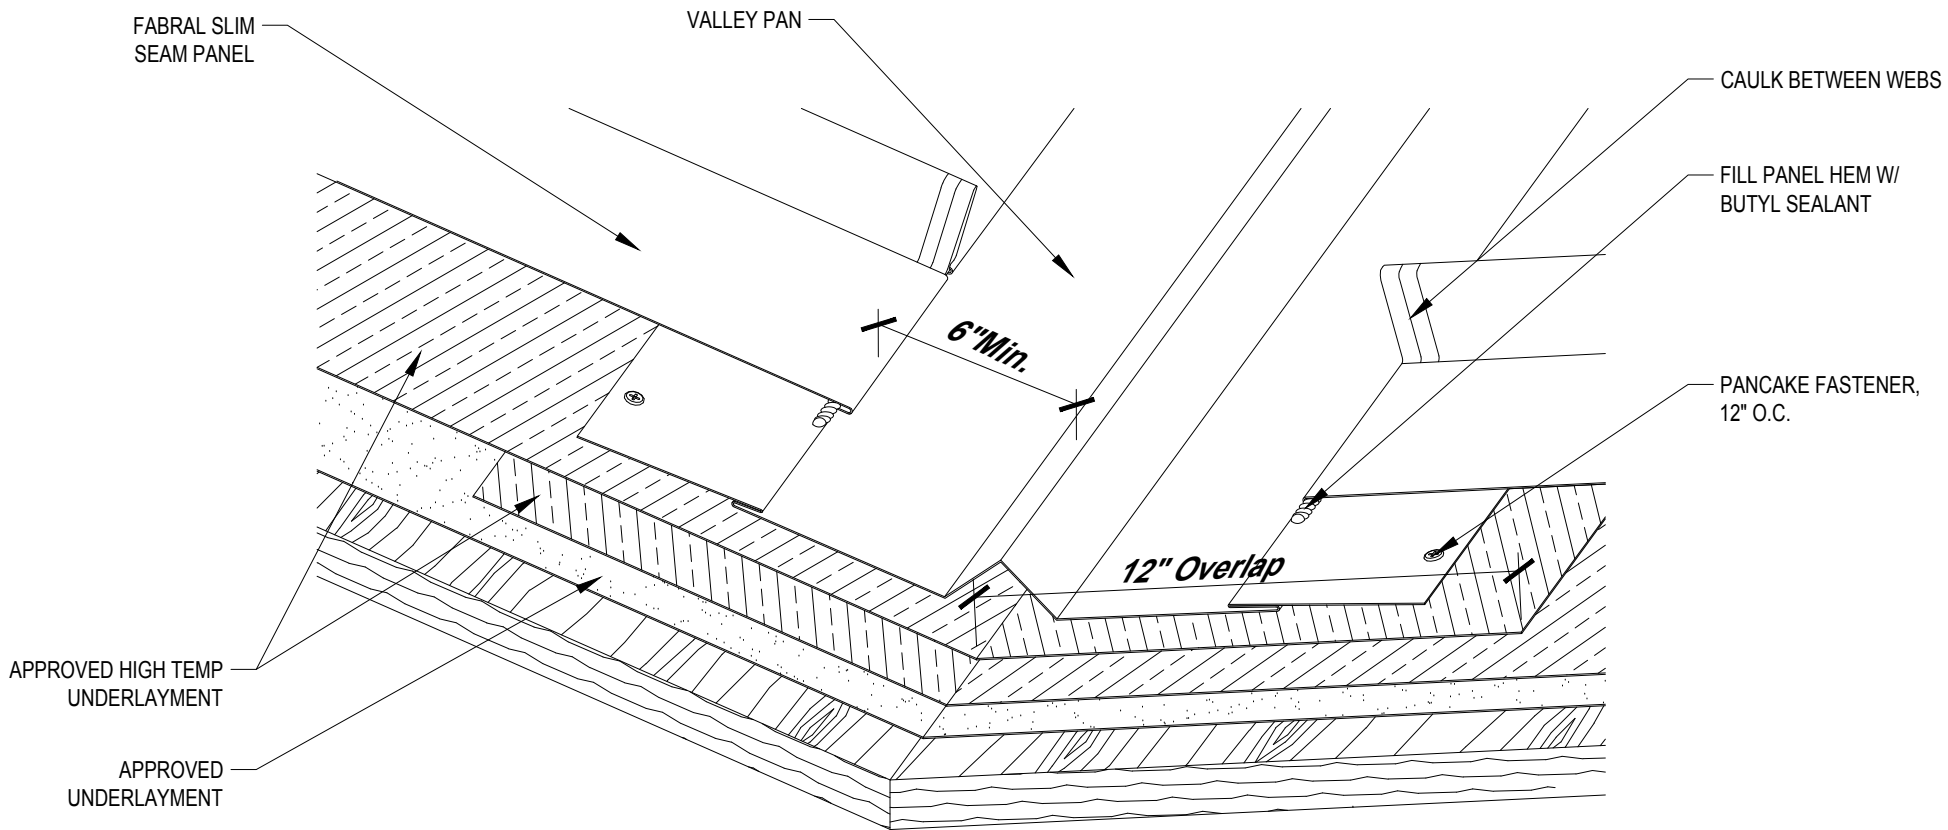 FABRAL SLIM
SEAM PANEL
VALLEY PAN
CAULK BETWEEN WEBS
FILL PANEL HEM W/
BUTYL SEALANT
6"Min.
PANCAKE FASTENER,
12" O.C.
12" Overlap
APPROVED HIGH TEMP
UNDERLAYMENT
APPROVED
UNDERLAYMENT